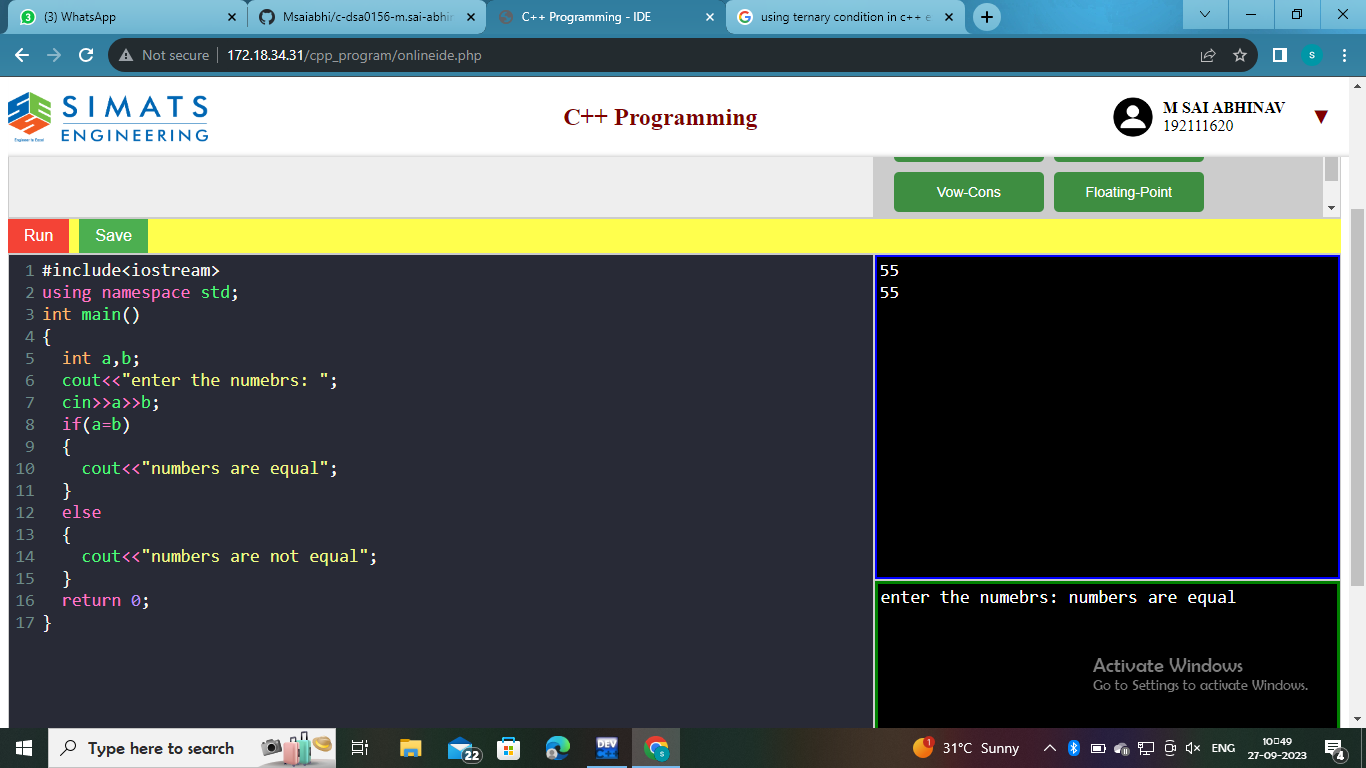 (3) WhatsApp
Msaiabhi/c-dsa0156-m.sai-abhin
C++ Programming - IDE
using ternary condition in c++ e
Not secure
172.18.34.31/cpp_program/onlineide.php
S
SIMATS
ENGINEERING
C++ Programming
M SAI ABHINAV
192111620
Vow-Cons
Floating-Point
Run
Save
1 #include<iostream>
2 using namespace std;
3 int main()
4 {
5 int a,b;
6 cout<<"enter the numebrs: ";
7 cin>>a>>b;
8 if(a=b)
9 {
10 cout<<"numbers are equal";
11 }
12 else
13 {
14 cout<<"numbers are not equal";
15 }
16 return 0;
17 }
55
55
enter the numebrs: numbers are equal
Activate Windows
Go to Settings to activate Windows.
Type here to search
22
DEV
S
1
31°C Sunny
ENG
10:49
27-09-2023
4